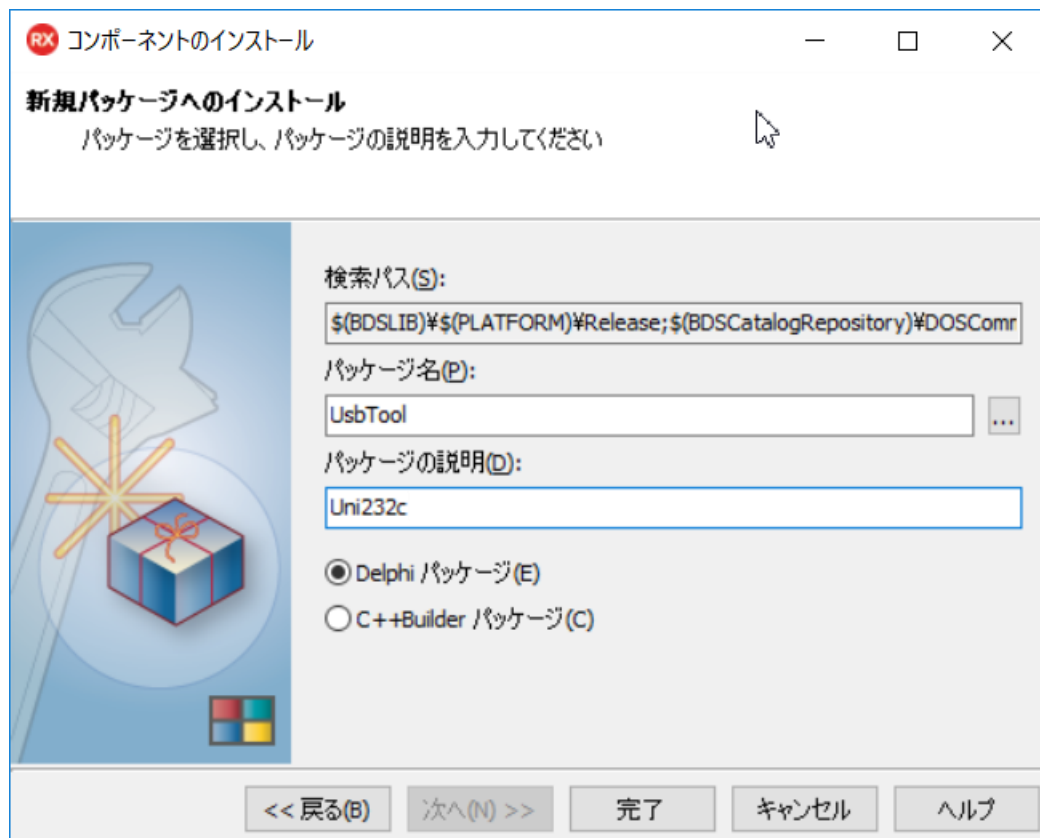 RX コンポーネントのインストール
新規パッケージへのインストール
パッケージを選択し、パッケージの説明を入力してください
検索パス(S):
$(BDSLIB)¥$(PLATFORM)¥Release;$(BDSCatalogRepository)¥DOSComm
パッケージ名(P):
UsbTool
...
パッケージの説明(D):
Uni232c
Delphi パッケージ(E)
C++Builder パッケージ(C)
<< 戻る(B) 次へ(N) >> 完了 キャンセル ヘルプ